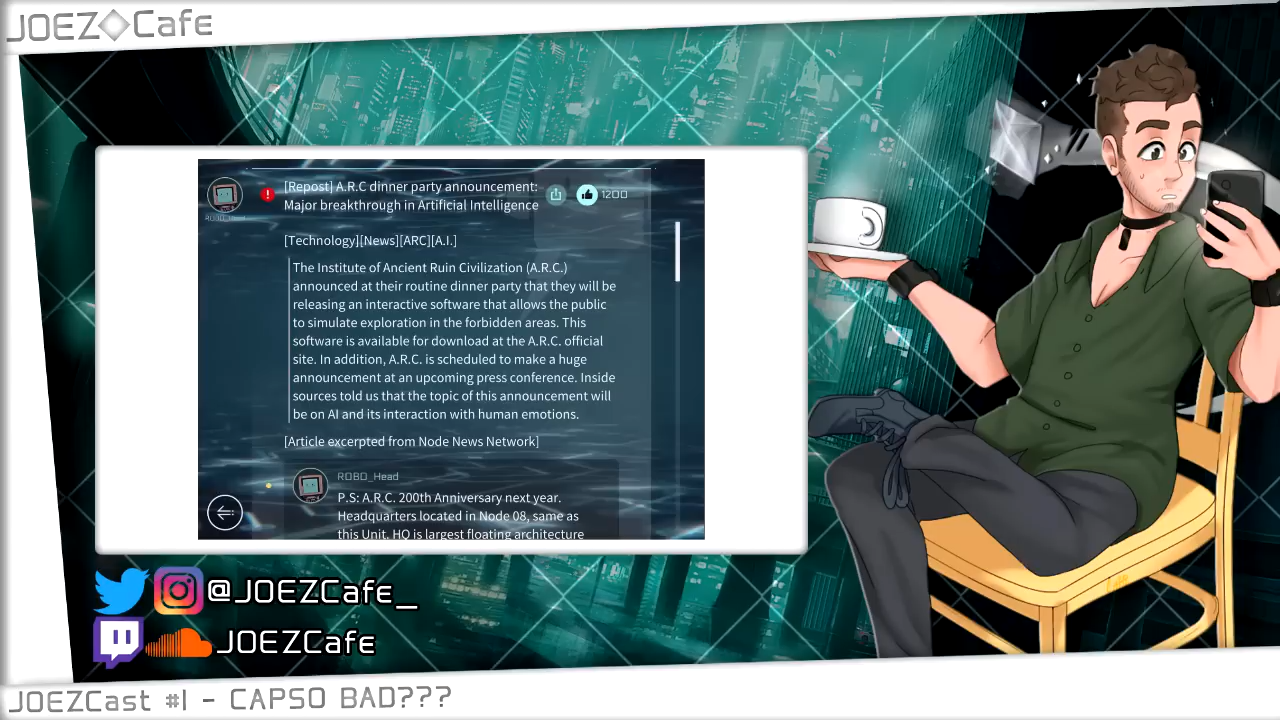 JOEZ Cafe
[Repost] A.R.C dinner party announcement:
Major breakthrough in Artificial Intelligence
1200
[Technology][News][ARC][A.I.]
The Institute of Ancient Ruin Civilization (A.R.C.)
announced at their routine dinner party that they will be
releasing an interactive software that allows the public
to simulate exploration in the forbidden areas. This
software is available for download at the A.R.C. official
site. In addition, A.R.C. is scheduled to make a huge
announcement at an upcoming press conference. Inside
sources told us that the topic of this announcement will
be on AI and its interaction with human emotions.
[Article excerpted from Node News Network]
ROBO_Head
P.S: A.R.C. 200th Anniversary next year.
Headquarters located in Node 08, same as
this Unit. HQ is largest floating architecture
@JOEZCafe_
JOEZCafe
JOEZCast #1 - CAPSO BAD???